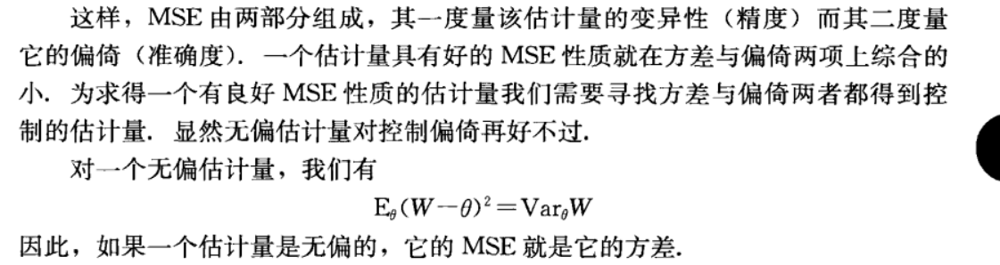 这样，MSE 由两部分组成，其一度量该估计量的变异性（精度）而其二度量
它的偏倚（准确度）. 一个估计量具有好的 MSE 性质就在方差与偏倚两项上综合的
小. 为求得一个有良好 MSE 性质的估计量我们需要寻找方差与偏倚两者都得到控
制的估计量. 显然无偏估计量对控制偏倚再好不过.
对一个无偏估计量，我们有
E_θ(W−θ)²=Var_θW
因此，如果一个估计量是无偏的，它的 MSE 就是它的方差.